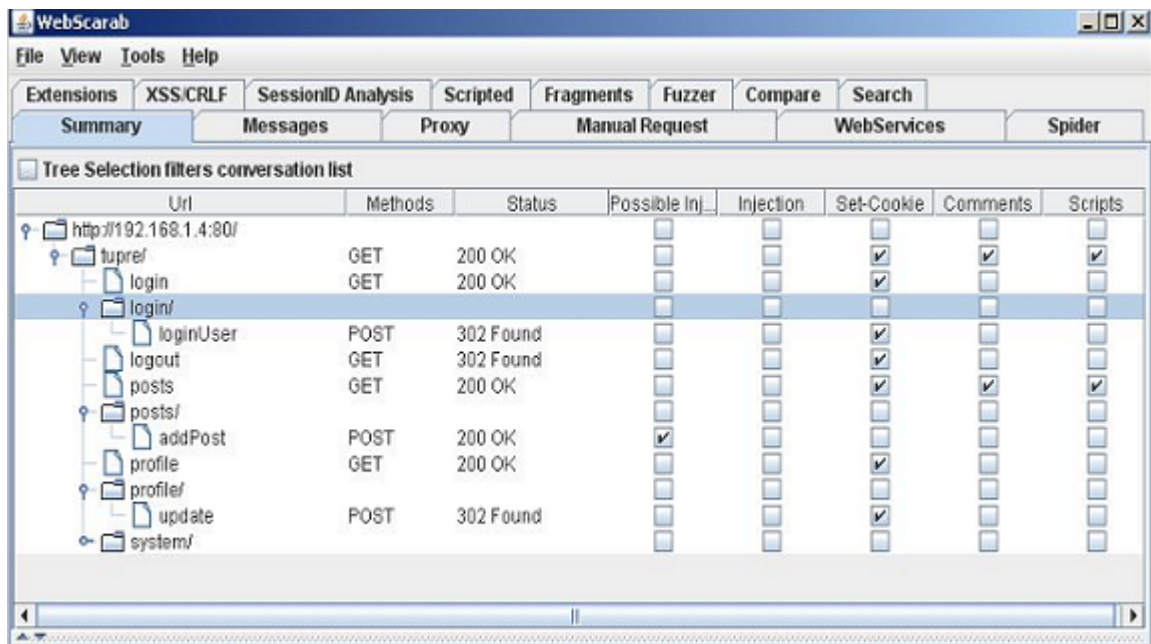 WebScarab
File View Tools Help
Extensions XSS/CRLF SessionID Analysis Scripted Fragments Fuzzer Compare Search
Summary Messages Proxy Manual Request WebServices Spider
Tree Selection filters conversation list
Url Methods Status Possible Inj... Injection Set-Cookie Comments Scripts
http://192.168.1.4:80/
tupre/ GET 200 OK
login GET 200 OK
login/
loginUser POST 302 Found
logout GET 302 Found
posts GET 200 OK
posts/
addPost POST 200 OK
profile GET 200 OK
profile/
update POST 302 Found
system/